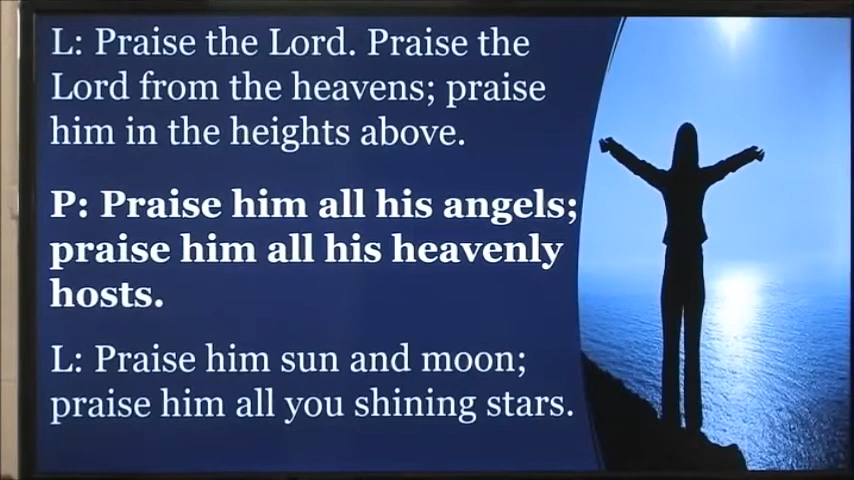 L: Praise the Lord. Praise the
Lord from the heavens; praise
him in the heights above.
P: Praise him all his angels;
praise him all his heavenly
hosts.
L: Praise him sun and moon;
praise him all you shining stars.